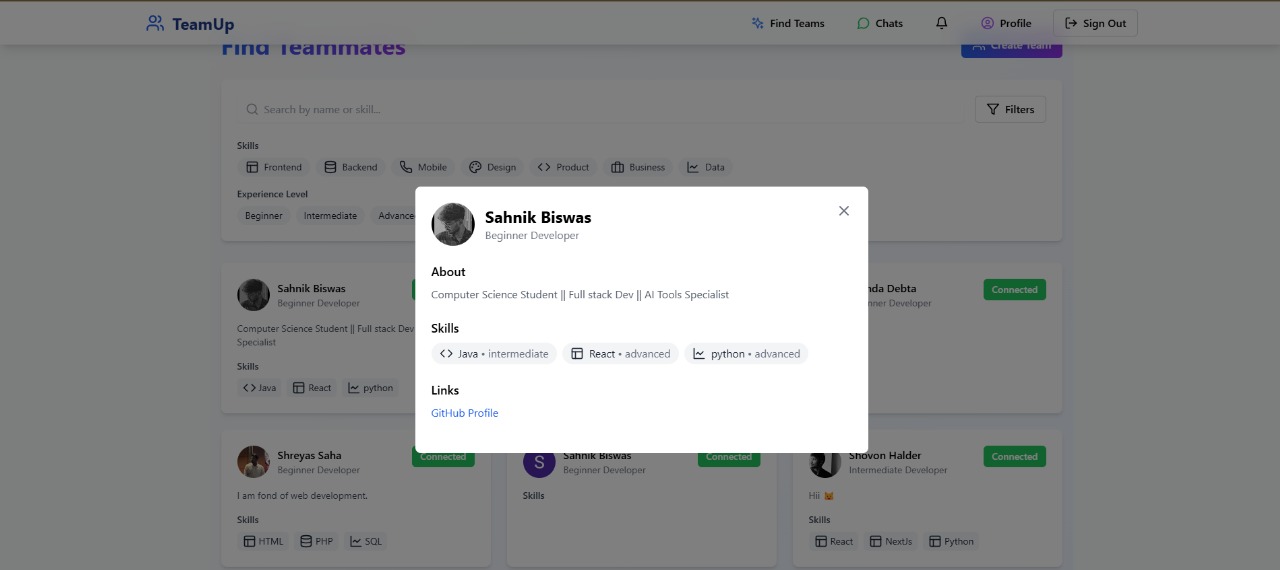 TeamUp
Find Teams
Chats
Profile
Sign Out
Find Teammates
Create Team
Search by name or skill...
Filters
Skills
Frontend
Backend
Mobile
Design
Product
Business
Data
Experience Level
Beginner
Intermediate
Sahnik Biswas
Beginner Developer
About
Computer Science Student || Full stack Dev || AI Tools Specialist
Skills
Java • intermediate
React • advanced
python • advanced
Links
GitHub Profile
Sahnik Biswas
Beginner Developer
Computer Science Student || Full stack Dev
Specialist
Skills
Java
React
python
Debta
Developer
Connected
Shreyas Saha
Beginner Developer
Connected
I am fond of web development.
Skills
HTML
PHP
SQL
S
Sahnik Biswas
Beginner Developer
Connected
Skills
Shovon Halder
Intermediate Developer
Connected
Hii 🐱
Skills
React
NextJs
Python